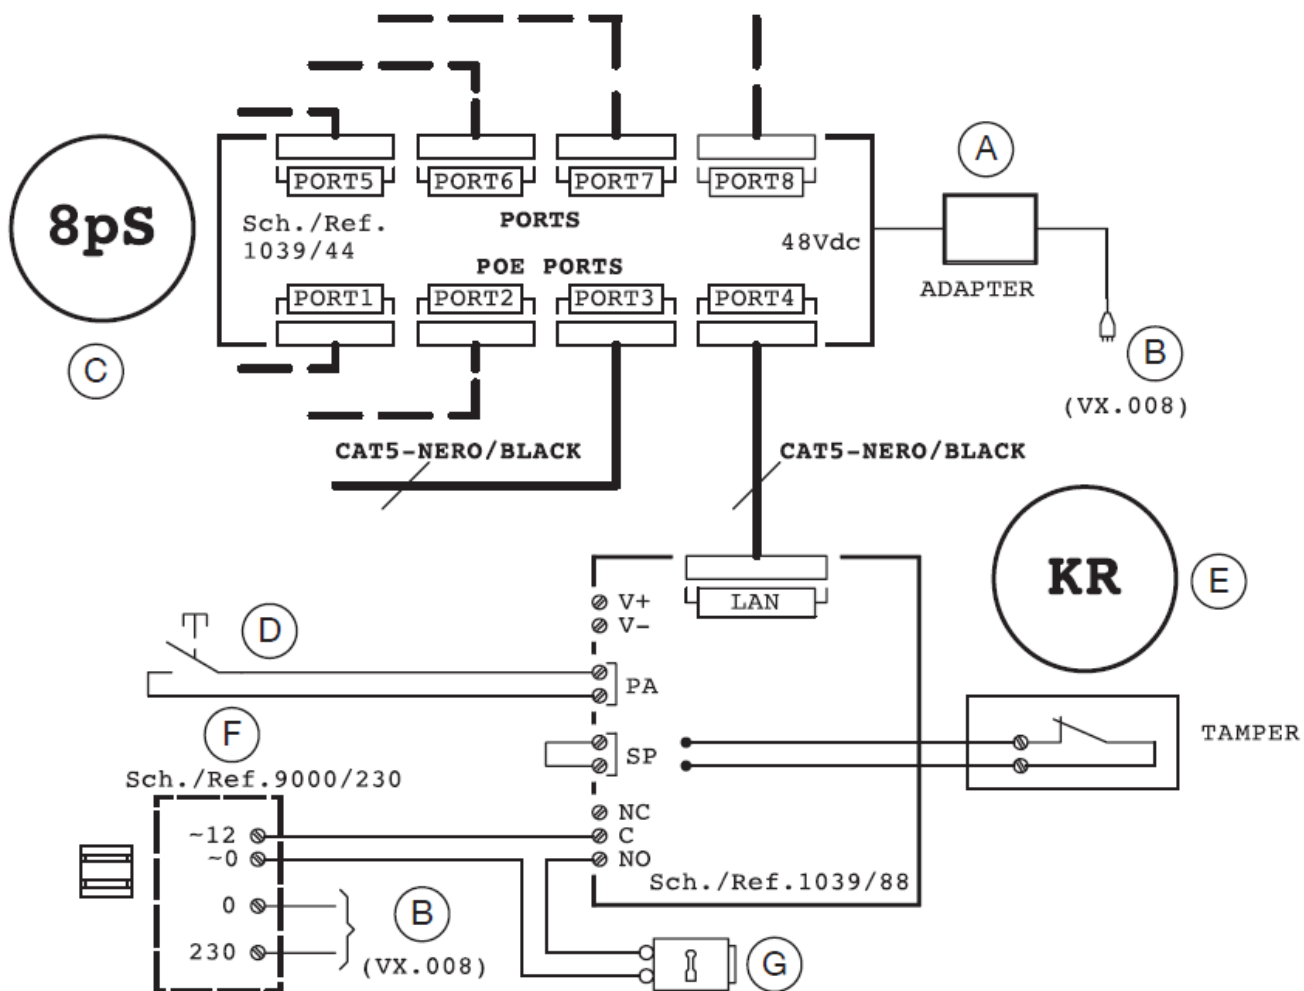 A
PORT5 PORT6 PORT7 PORT8
8pS
Sch./Ref.
1039/44
PORTS
48Vdc
POE PORTS
ADAPTER
PORT1 PORT2 PORT3 PORT4
C
B
(VX.008)
CAT5-NERO/BLACK
CAT5-NERO/BLACK
KR
E
LAN
V+
V-
D
PA
F
SP
TAMPER
Sch./Ref.9000/230
NC
~12
C
~0
NO
Sch./Ref.1039/88
0
B
230
(VX.008)
G